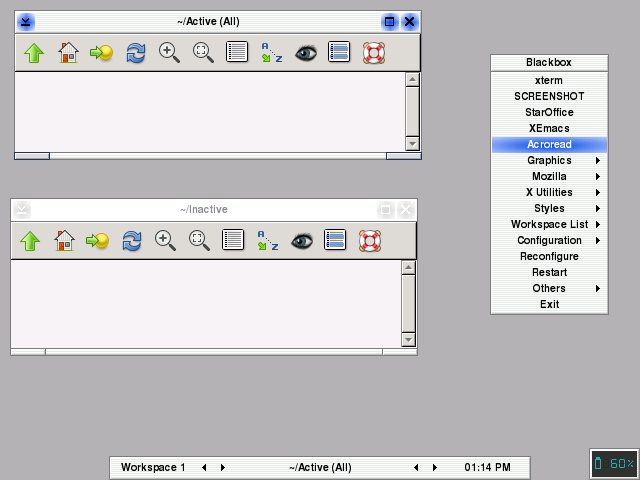 ~/Active (All)
A
Z
~/Inactive
A
Z
Blackbox
xterm
SCREENSHOT
StarOffice
XEmacs
Acroread
Graphics
Mozilla
X Utilities
Styles
Workspace List
Configuration
Reconfigure
Restart
Others
Exit
Workspace 1
~/Active (All)
01:14 PM
60%